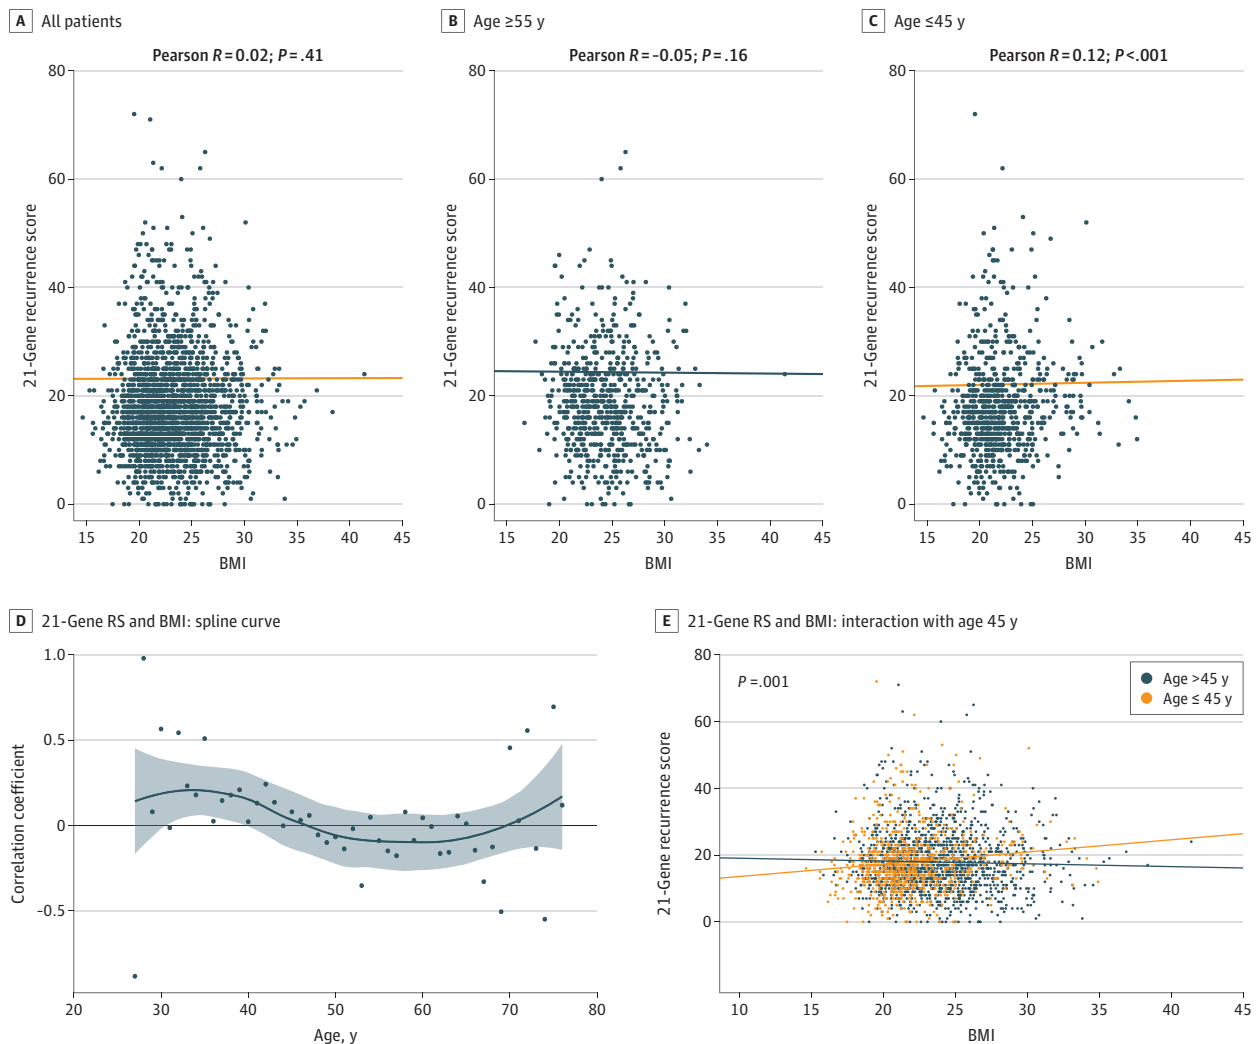 A All patients
Pearson R = 0.02; P = .41
80
60
40
20
0
21-Gene recurrence score
15 20 25 30 35 40 45
BMI
B Age ≥55 y
Pearson R = –0.05; P = .16
80
60
40
20
0
21-Gene recurrence score
15 20 25 30 35 40 45
BMI
C Age ≤45 y
Pearson R = 0.12; P < .001
80
60
40
20
0
21-Gene recurrence score
15 20 25 30 35 40 45
BMI
D 21-Gene RS and BMI: spline curve
1.0
0.5
0
-0.5
Correlation coefficient
20 30 40 50 60 70 80
Age, y
E 21-Gene RS and BMI: interaction with age 45 y
P = .001
Age >45 y
Age ≤ 45 y
80
60
40
20
0
21-Gene recurrence score
10 15 20 25 30 35 40 45
BMI